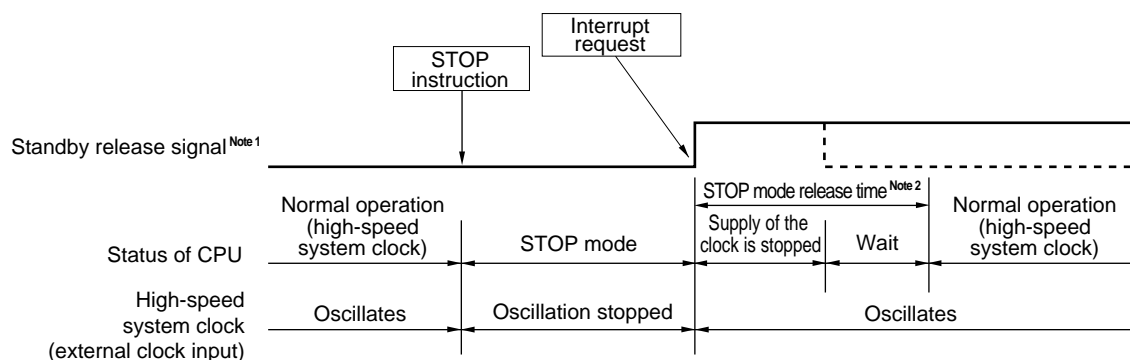 Interrupt
request
STOP
instruction
Standby release signal Note 1
STOP mode release time Note 2
Normal operation
(high-speed
system clock)
Supply of the
clock is stopped
Normal operation
(high-speed
system clock)
Status of CPU
STOP mode
Wait
High-speed
system clock
(external clock input)
Oscillates
Oscillation stopped
Oscillates